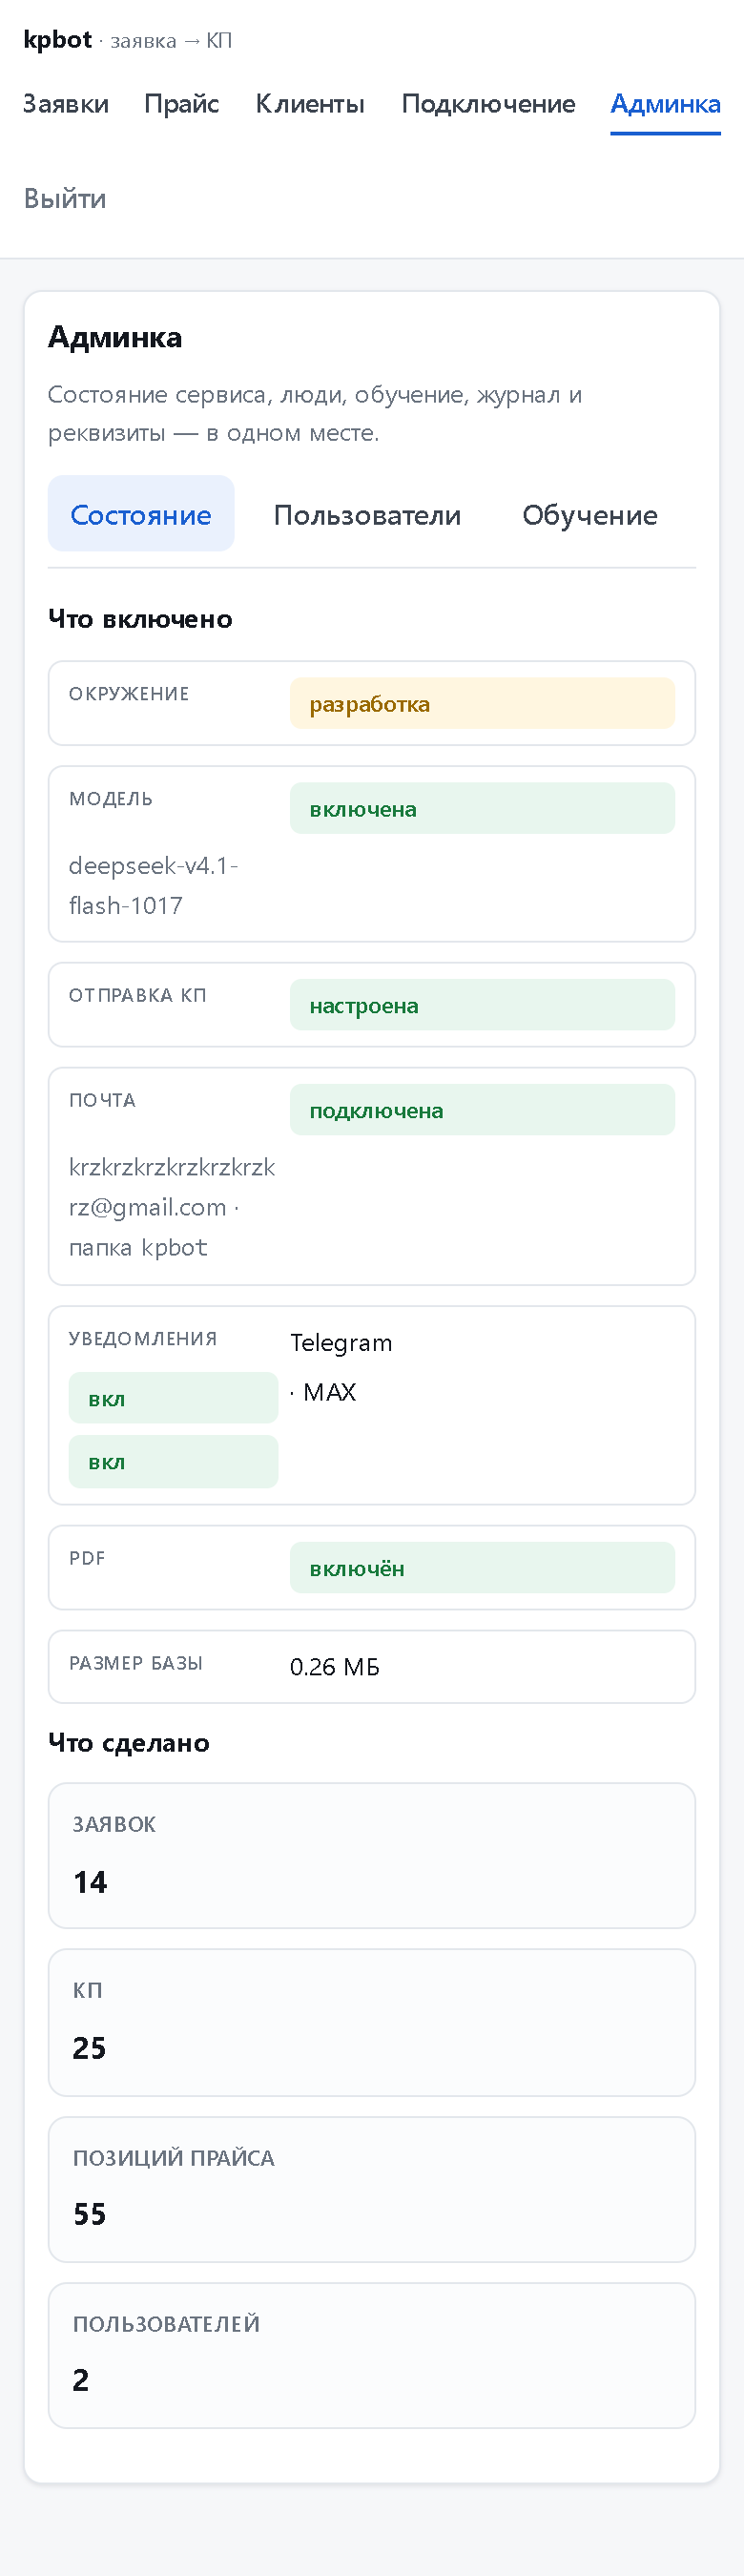 kpbot · заявка → КП
Заявки Прайс Клиенты Подключение Админка
Выйти
Админка
Состояние сервиса, люди, обучение, журнал и
реквизиты — в одном месте.
Состояние Пользователи Обучение
Что включено
ОКРУЖЕНИЕ разработка
МОДЕЛЬ включена
deepseek-v4.1-
flash-1017
ОТПРАВКА КП настроена
ПОЧТА подключена
krzkrzkrzkrzkrzkrzk
rz@gmail.com ·
папка kpbot
УВЕДОМЛЕНИЯ Telegram
вкл · MAX
вкл
PDF включён
РАЗМЕР БАЗЫ 0.26 МБ
Что сделано
ЗАЯВОК
14
КП
25
ПОЗИЦИЙ ПРАЙСА
55
ПОЛЬЗОВАТЕЛЕЙ
2